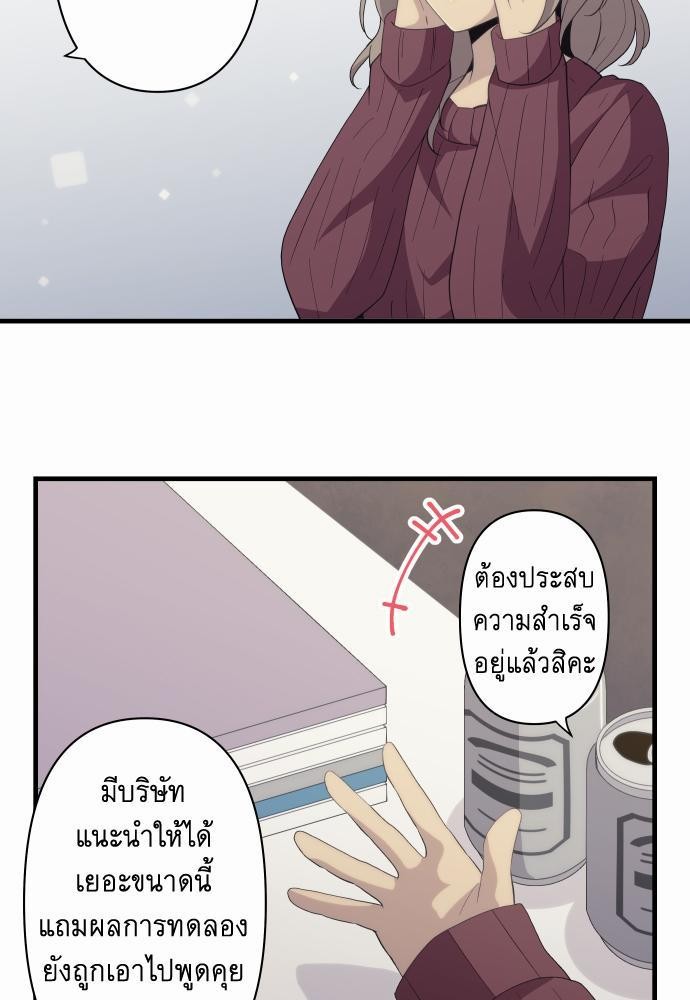 ต้องประสบ
ความสำเร็จ
อยู่แล้วสิคะ
มีบริษัท
แนะนำให้ได้
เยอะขนาดนี้
แถมผลการทดลอง
ยังถูกเอาไปพูดคุย